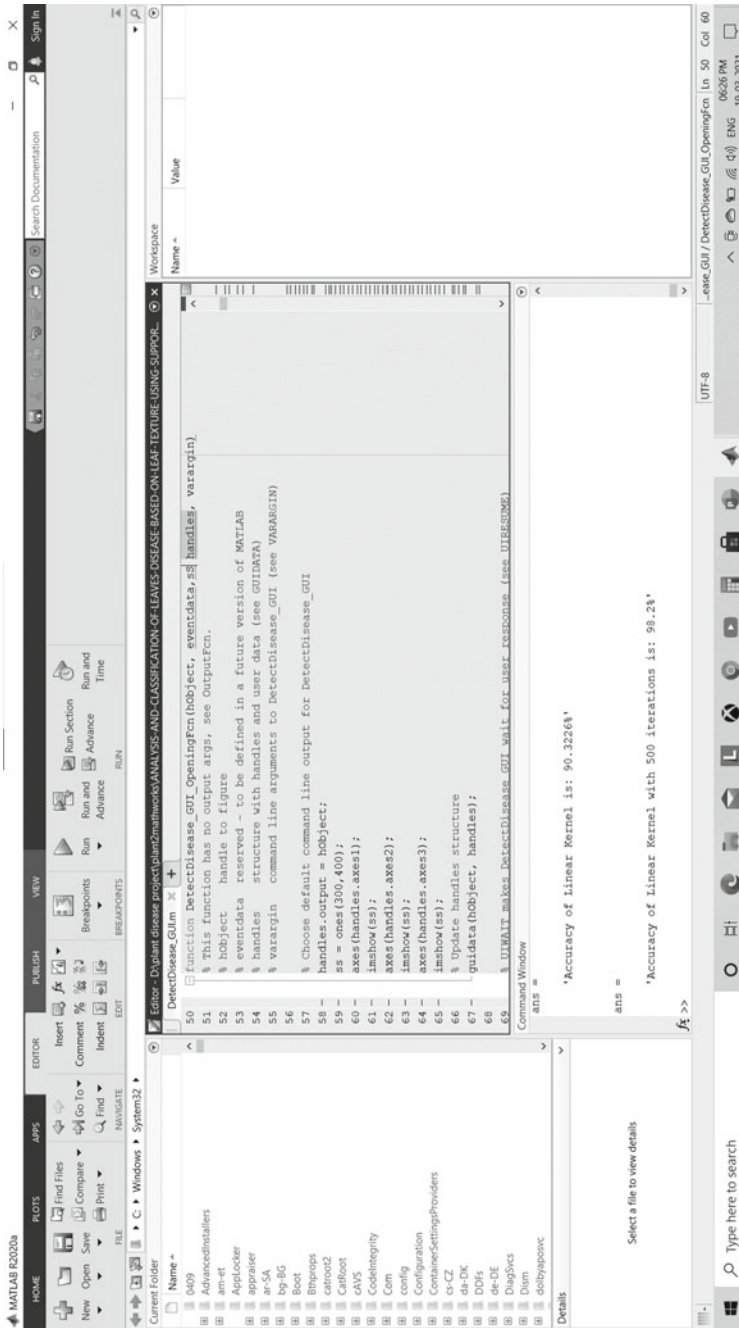 MATLAB R2020a
HOME PLOTS APPS EDITOR PUBLISH VIEW
Search Documentation
Sign In
New
Open
Save
Find Files
Compare
Print
FILE
Go To
Find
NAVIGATE
Insert
Comment
Indent
EDIT
Breakpoints
BREAKPOINTS
Run
Run and Advance
Run Section
Advance
Run and Time
RUN
C: Windows System32
Current Folder
Name
0409
AdvancedInstallers
am-et
AppLocker
appraiser
ar-SA
bg-BG
Boot
Bthprops
catroot2
CatRoot
cAVS
CodeIntegrity
Com
config
Configuration
ContainerSettingsProviders
cs-CZ
da-DK
DDFs
de-DE
DiagSvcs
Dism
dolbyaposvc
Details
Select a file to view details
Editor - D:\plant disease project\plant2mathworks\ANALYSIS-AND-CLASSIFICATION-OF-LEAVES-DISEASE-BASED-ON-LEAF-TEXTURE-USING-SUPPOR...
DetectDisease_GUI.m
50 function DetectDisease_GUI_OpeningFcn(hObject, eventdata,sS handles, varargin)
51 % This function has no output args, see OutputFcn.
52 % hObject handle to figure
53 % eventdata reserved - to be defined in a future version of MATLAB
54 % handles structure with handles and user data (see GUIDATA)
55 % varargin command line arguments to DetectDisease_GUI (see VARARGIN)
56
57 % Choose default command line output for DetectDisease_GUI
58 - handles.output = hObject;
59 - ss = ones(300,400);
60 - axes(handles.axes1);
61 - imshow(ss);
62 - axes(handles.axes2);
63 - imshow(ss);
64 - axes(handles.axes3);
65 - imshow(ss);
66 % Update handles structure
67 - guidata(hObject, handles);
68
69 % UIWAIT makes DetectDisease_GUI wait for user response (see UIRESUME)
Command Window
ans =
'Accuracy of Linear Kernel is: 90.3226%'
ans =
'Accuracy of Linear Kernel with 500 iterations is: 98.2%'
fx >>
Workspace
Name Value
UTF-8
...ease_GUI / DetectDisease_GUI_OpeningFcn Ln 50 Col 60
Type here to search
ENG
06:26 PM
19-03-2021